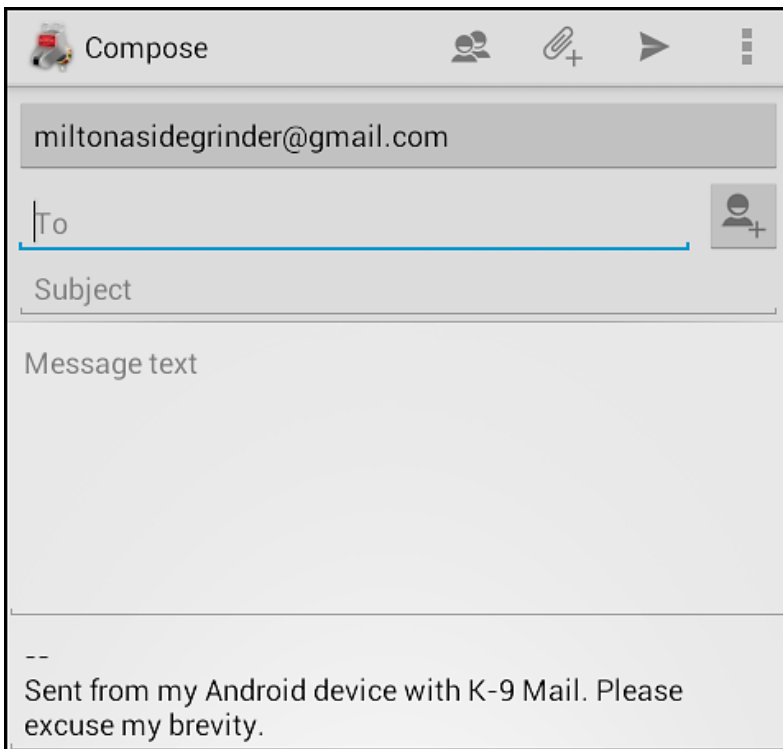 Compose
miltonasidegrinder@gmail.com
To
Subject
Message text
--
Sent from my Android device with K-9 Mail. Please
excuse my brevity.